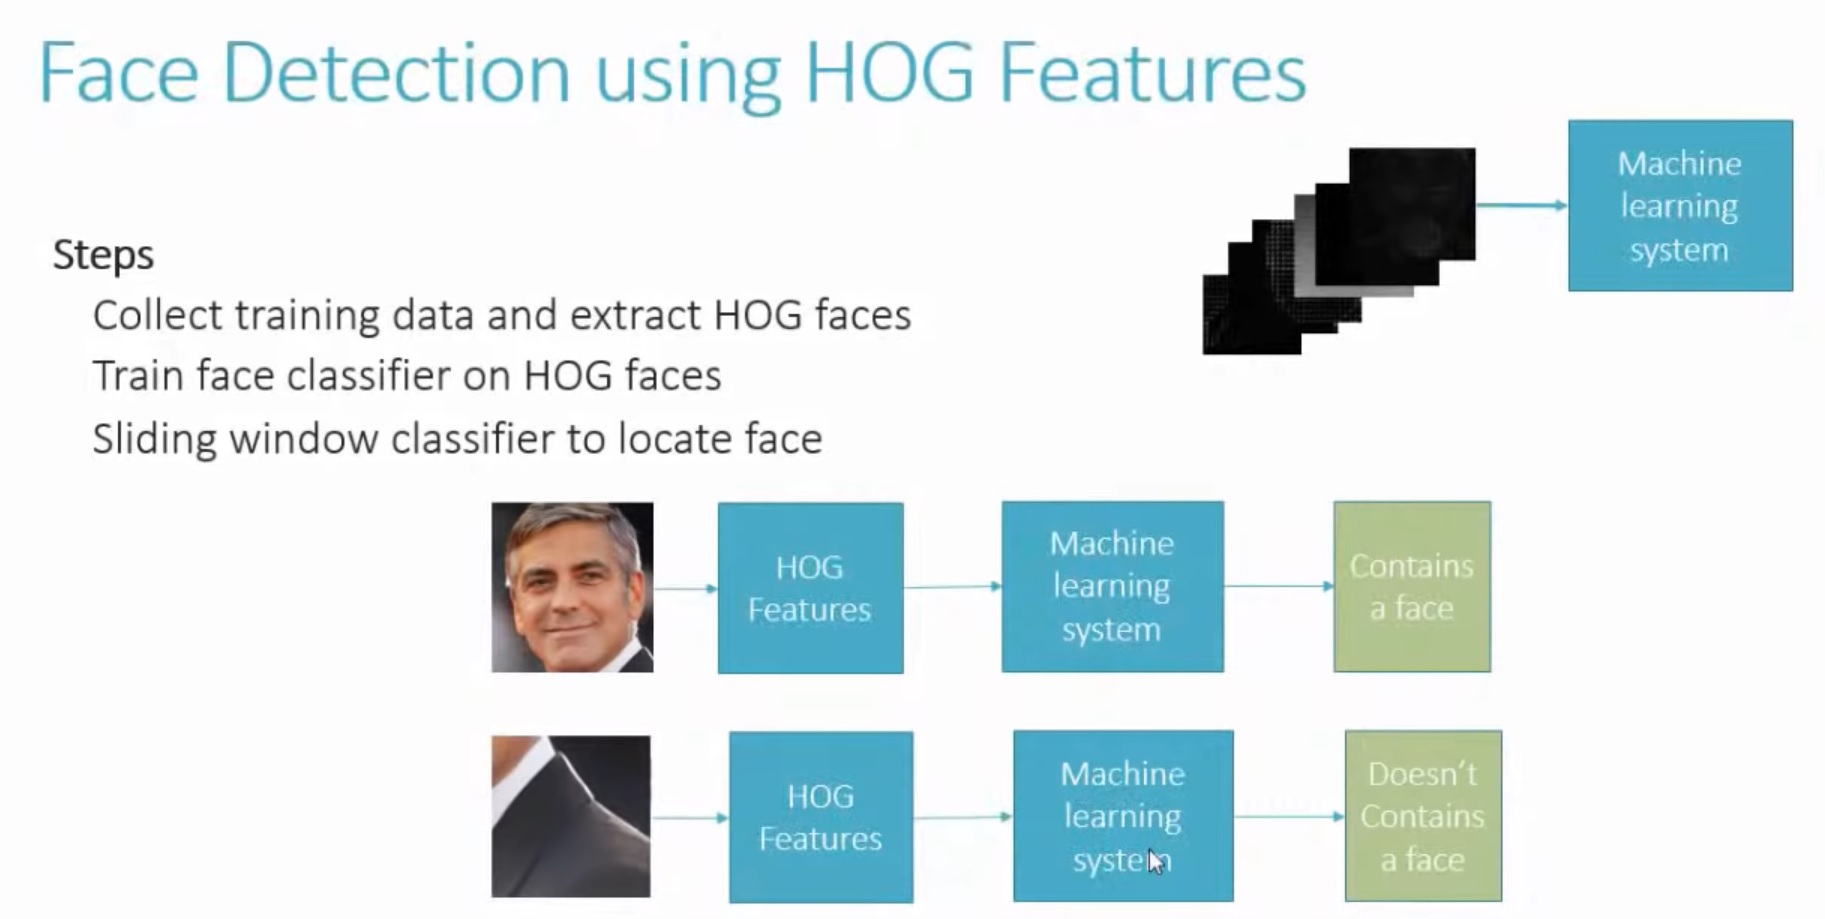 Face Detection using HOG Features
Machine
learning
system
Steps
Collect training data and extract HOG faces
Train face classifier on HOG faces
Sliding window classifier to locate face
HOG
Features
Machine
learning
system
Contains
a face
HOG
Features
Machine
learning
system
Doesn't
Contains
a face